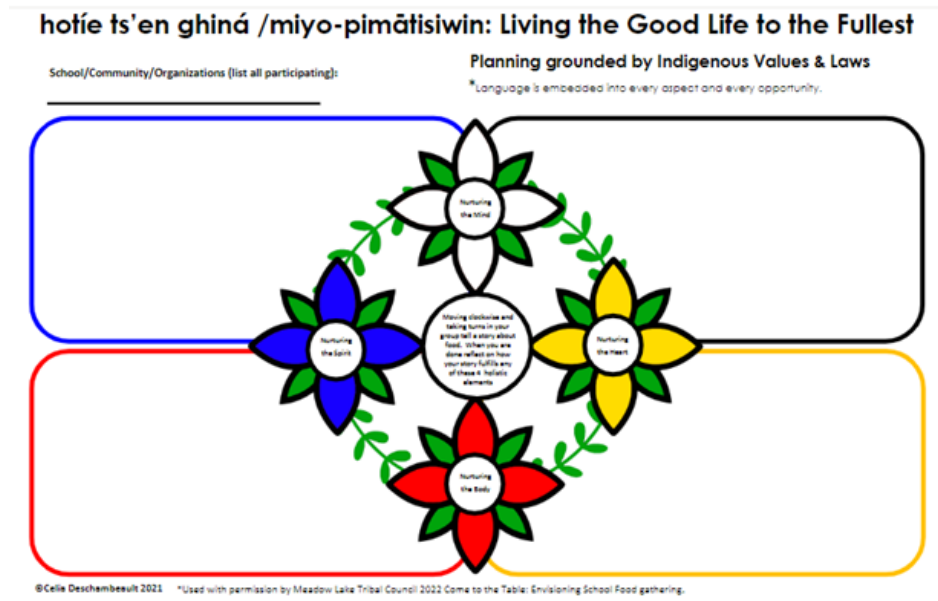 hotíe ts'en ghiná /miyo-pimātisiwin: Living the Good Life to the Fullest
School/Community/Organizations (list all participating):
Planning grounded by Indigenous Values & Laws
*Language is embedded into every aspect and every opportunity.
Nurturing
the Mind
Nurturing
the Spirit
Moving clockwise and
taking turns in your
group tell a story about
food. When you are
done reflect on how
your story fulfills any
of these 4 holistic
elements
Nurturing
the Heart
Nurturing
the Body
©Celia Deschambeault 2021 *Used with permission by Meadow Lake Tribal Council 2022 Come to the Table: Envisioning School Food gathering.